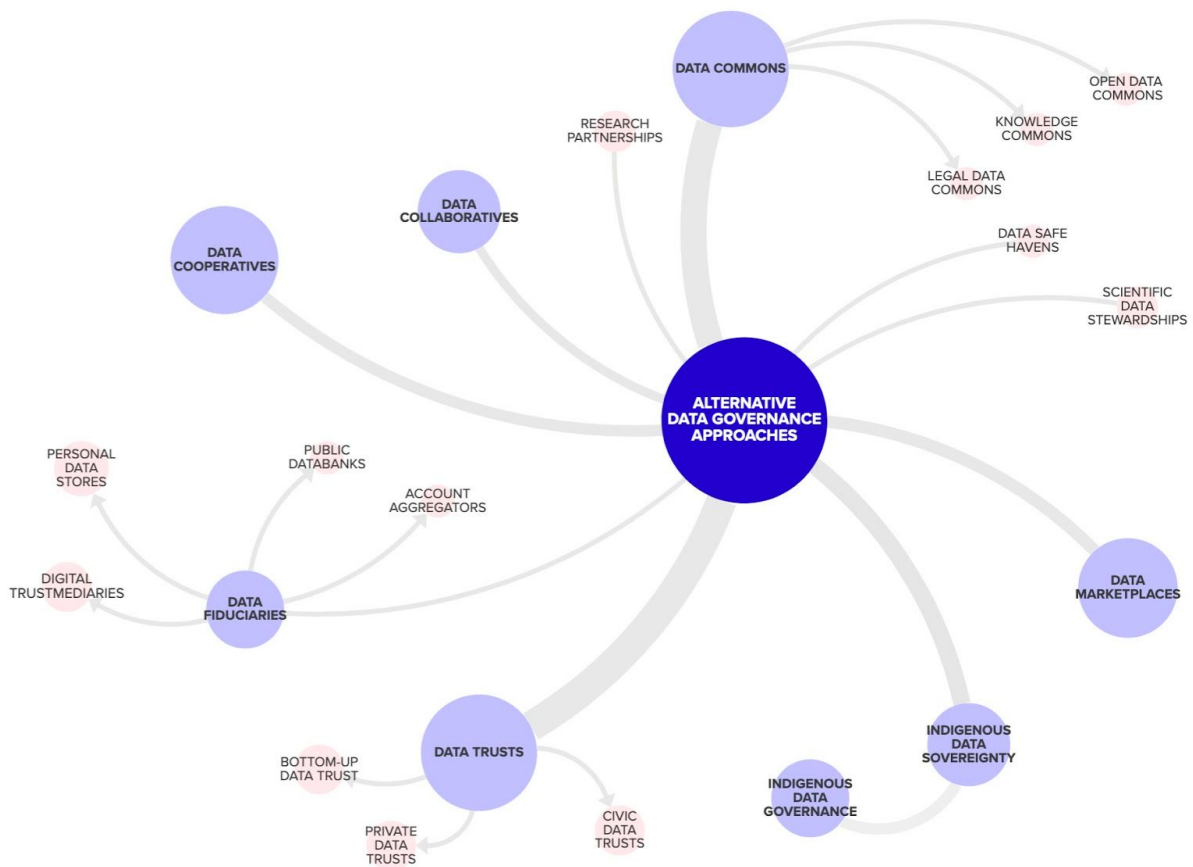 DATA COMMONS
OPEN DATA
COMMONS
KNOWLEDGE
COMMONS
RESEARCH
PARTNERSHIPS
LEGAL DATA
COMMONS
DATA
COLLABORATIVES
DATA SAFE
HAVENS
DATA
COOPERATIVES
SCIENTIFIC
DATA
STEWARDSHIPS
ALTERNATIVE
DATA GOVERNANCE
APPROACHES
PERSONAL
DATA
STORES
PUBLIC
DATABANKS
ACCOUNT
AGGREGATORS
DIGITAL
TRUSTMEDIARIES
DATA
FIDUCIARIES
DATA
MARKETPLACES
DATA TRUSTS
INDIGENOUS
DATA
SOVEREIGNTY
BOTTOM-UP
DATA TRUST
INDIGENOUS
DATA
GOVERNANCE
PRIVATE
DATA
TRUSTS
CIVIC
DATA
TRUSTS